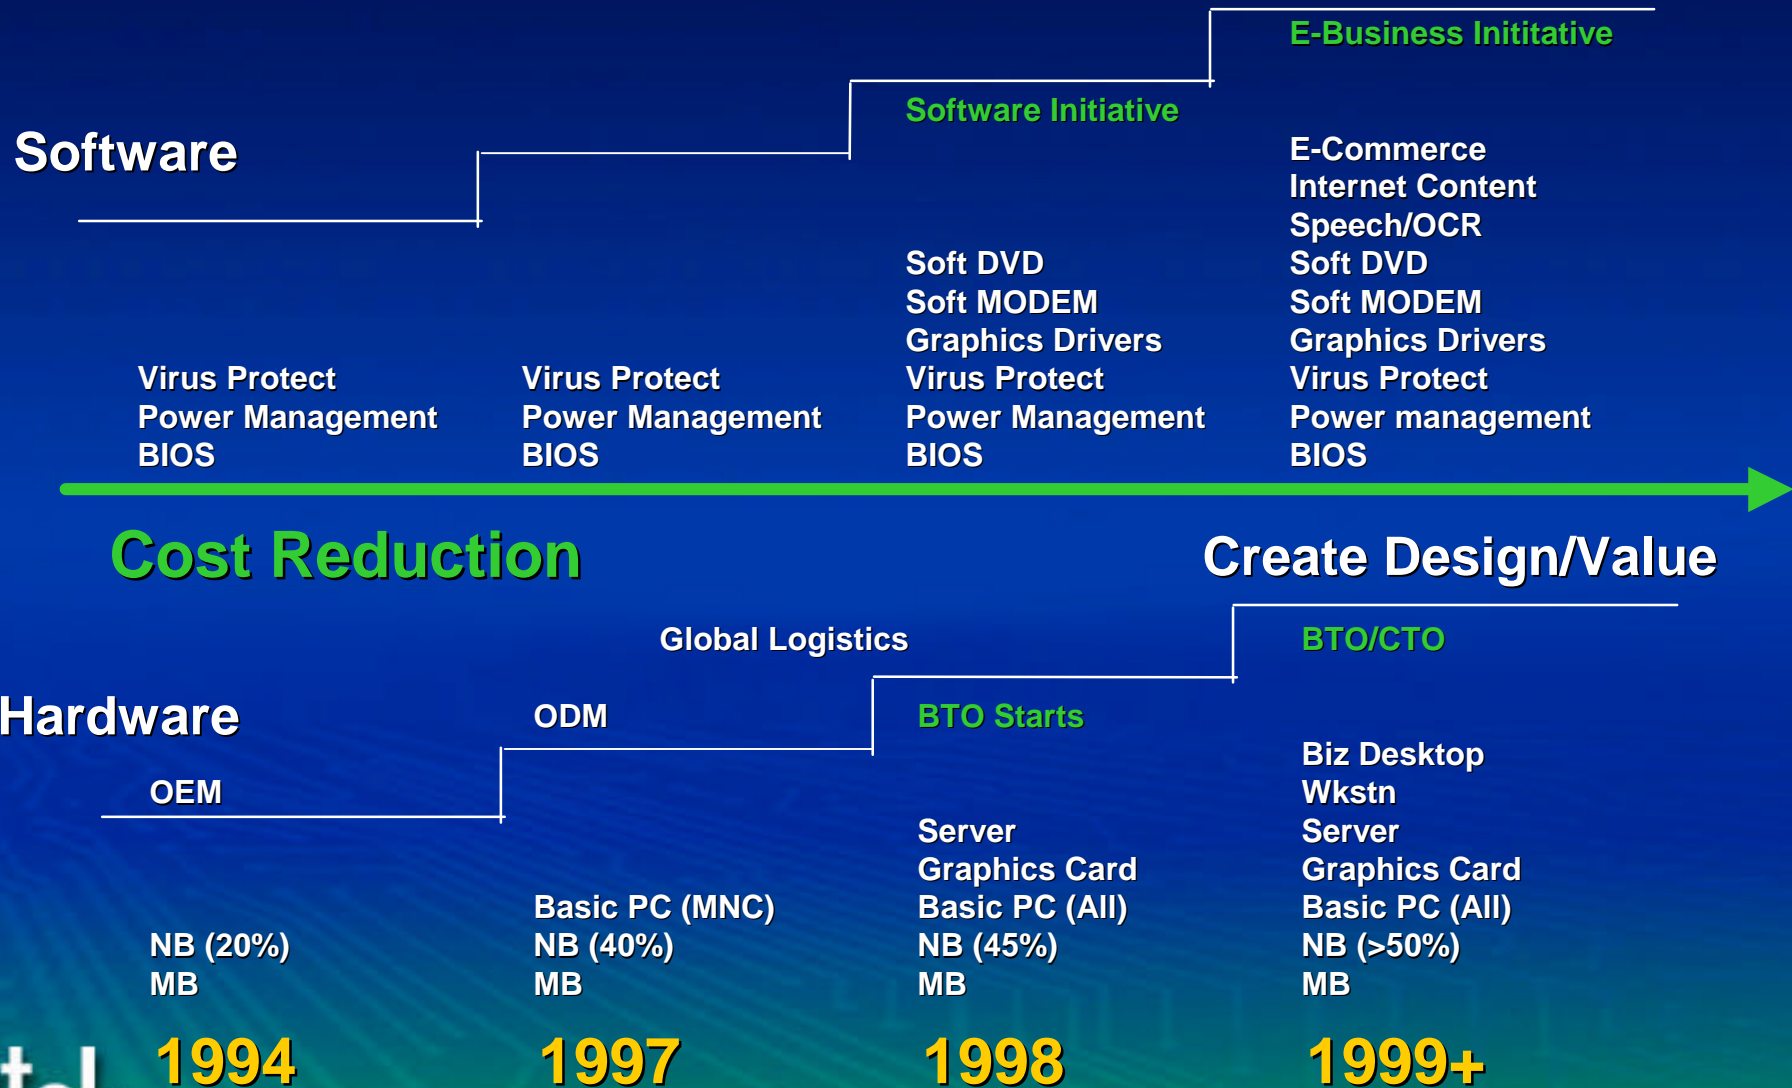 E-Business Inititative
Software Initiative
Software
E-Commerce
Internet Content
Speech/OCR
Soft DVD
Soft MODEM
Graphics Drivers
Virus Protect
Power management
BIOS
Soft DVD
Soft MODEM
Graphics Drivers
Virus Protect
Power Management
BIOS
Virus Protect
Power Management
BIOS
Virus Protect
Power Management
BIOS
Cost Reduction
Create Design/Value
Global Logistics
BTO/CTO
Hardware
ODM
BTO Starts
OEM
NB (20%)
MB
Basic PC (MNC)
NB (40%)
MB
Server
Graphics Card
Basic PC (All)
NB (45%)
MB
Biz Desktop
Wkstn
Server
Graphics Card
Basic PC (All)
NB (>50%)
MB
1994
1997
1998
1999+